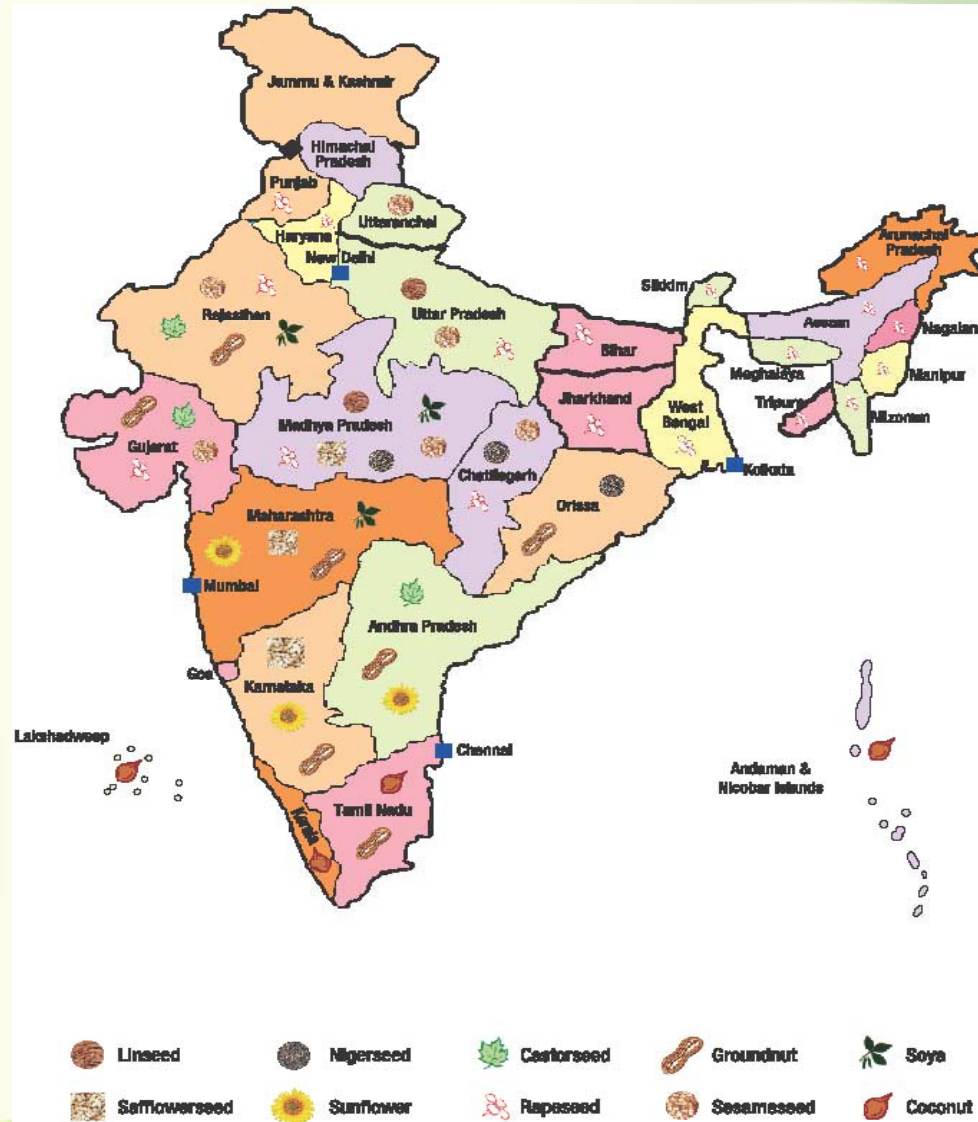 Jammu & Kashmir
Himachal
Pradesh
Punjab
Uttaranchal
Haryana
New Delhi
Arunachal
Pradesh
Sikkim
Rajasthan
Uttar Pradesh
Assam
Nagalan
Bihar
Meghalaya
Manipur
Jharkhand
Tripura
Mizoram
West
Bengal
Madhya Pradesh
Gujarat
Chattisgarh
Kolkata
Orissa
Maharashtra
Mumbai
Andhra Pradesh
Goa
Karnataka
Lakshadweep
Chennai
Andaman &
Nicobar Islands
Tamil Nadu
Kerala
Linseed
Nigerseed
Castorseed
Groundnut
Soya
Safflowerseed
Sunflower
Rapeseed
Sesameseed
Coconut